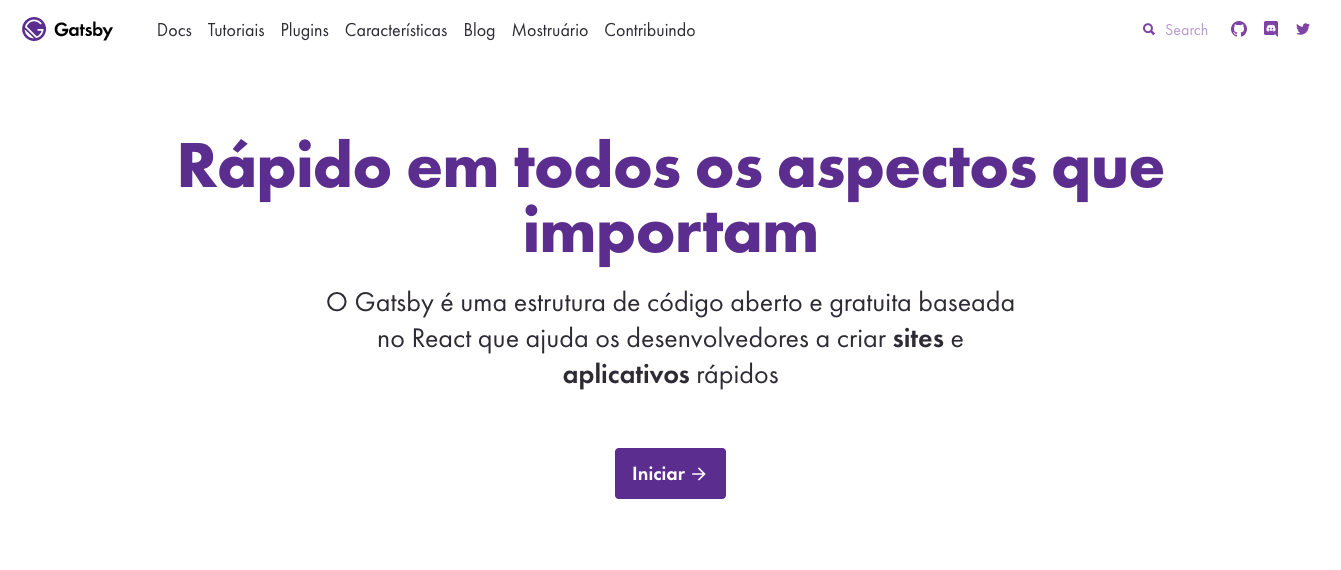 Gatsby
Docs Tutoriais Plugins Características Blog Mostruário Contribuindo
Search
Rápido em todos os aspectos que
importam
O Gatsby é uma estrutura de código aberto e gratuita baseada
no React que ajuda os desenvolvedores a criar sites e
aplicativos rápidos
Iniciar →